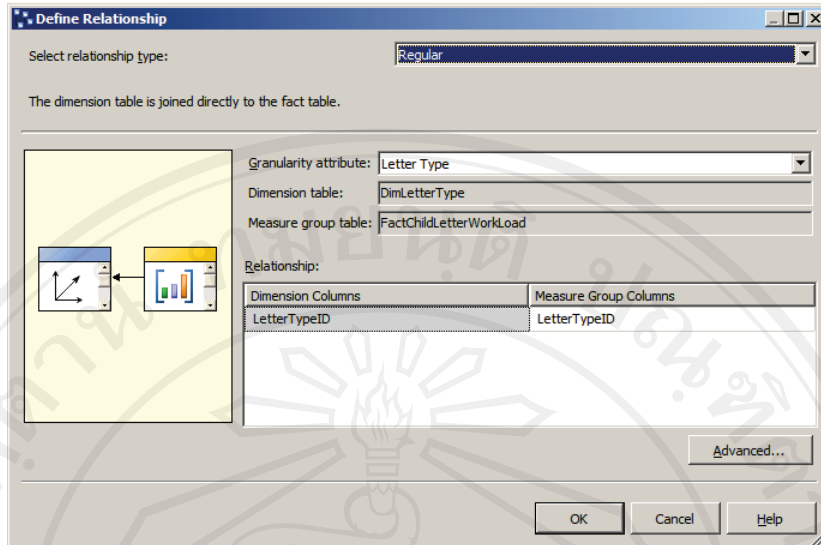 Define Relationship
Select relationship type: Regular
The dimension table is joined directly to the fact table.
Granularity attribute: Letter Type
Dimension table: DimLetterType
Measure group table: FactChildLetterWorkLoad
Relationship:
Dimension Columns Measure Group Columns
LetterTypeID LetterTypeID
Advanced...
OK Cancel Help